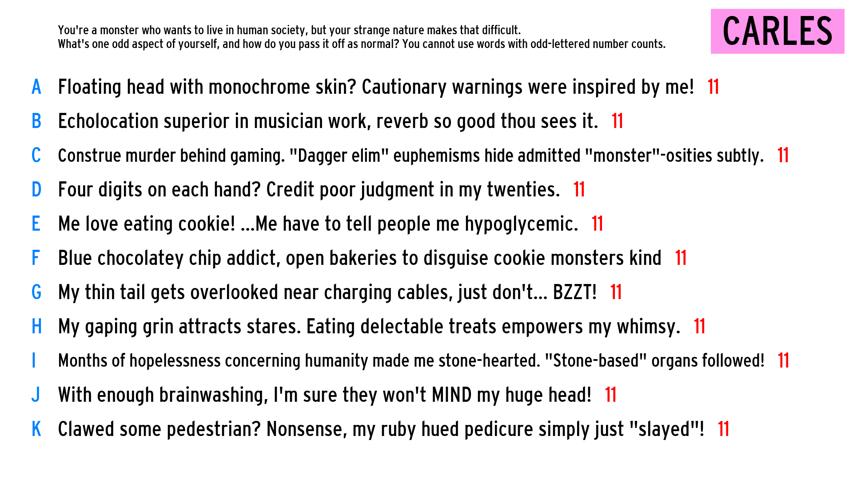 You're a monster who wants to live in human society, but your strange nature makes that difficult.
What's one odd aspect of yourself, and how do you pass it off as normal? You cannot use words with odd-lettered number counts.
CARLES
A Floating head with monochrome skin? Cautionary warnings were inspired by me! 11
B Echolocation superior in musician work, reverb so good thou sees it. 11
C Construe murder behind gaming. "Dagger elim" euphemisms hide admitted "monster"-osities subtly. 11
D Four digits on each hand? Credit poor judgment in my twenties. 11
E Me love eating cookie! ...Me have to tell people me hypoglycemic. 11
F Blue chocolatey chip addict, open bakeries to disguise cookie monsters kind 11
G My thin tail gets overlooked near charging cables, just don't... BZZT! 11
H My gaping grin attracts stares. Eating delectable treats empowers my whimsy. 11
I Months of hopelessness concerning humanity made me stone-hearted. "Stone-based" organs followed! 11
J With enough brainwashing, I'm sure they won't MIND my huge head! 11
K Clawed some pedestrian? Nonsense, my ruby hued pedicure simply just "slayed"! 11